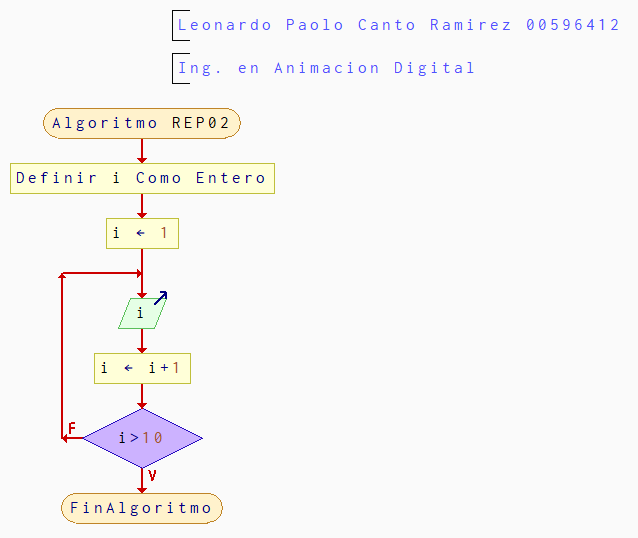 Leonardo Paolo Canto Ramirez 00596412
Ing. en Animacion Digital
Algoritmo REP02
Definir i Como Entero
i ← 1
i
i ← i+1
i>10
F
V
FinAlgoritmo